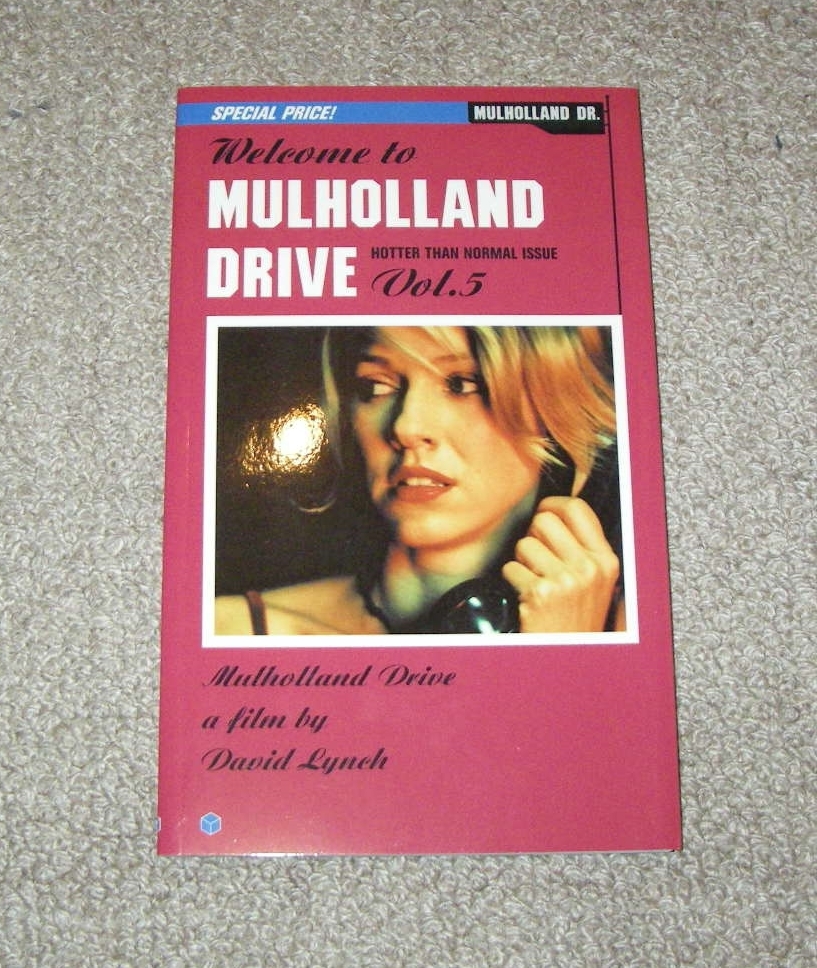 SPECIAL PRICE!
MULHOLLAND DR.
Welcome to
MULHOLLAND
DRIVE
HOTTER THAN NORMAL ISSUE
Vol.5
Mulholland Drive
a film by
David Lynch